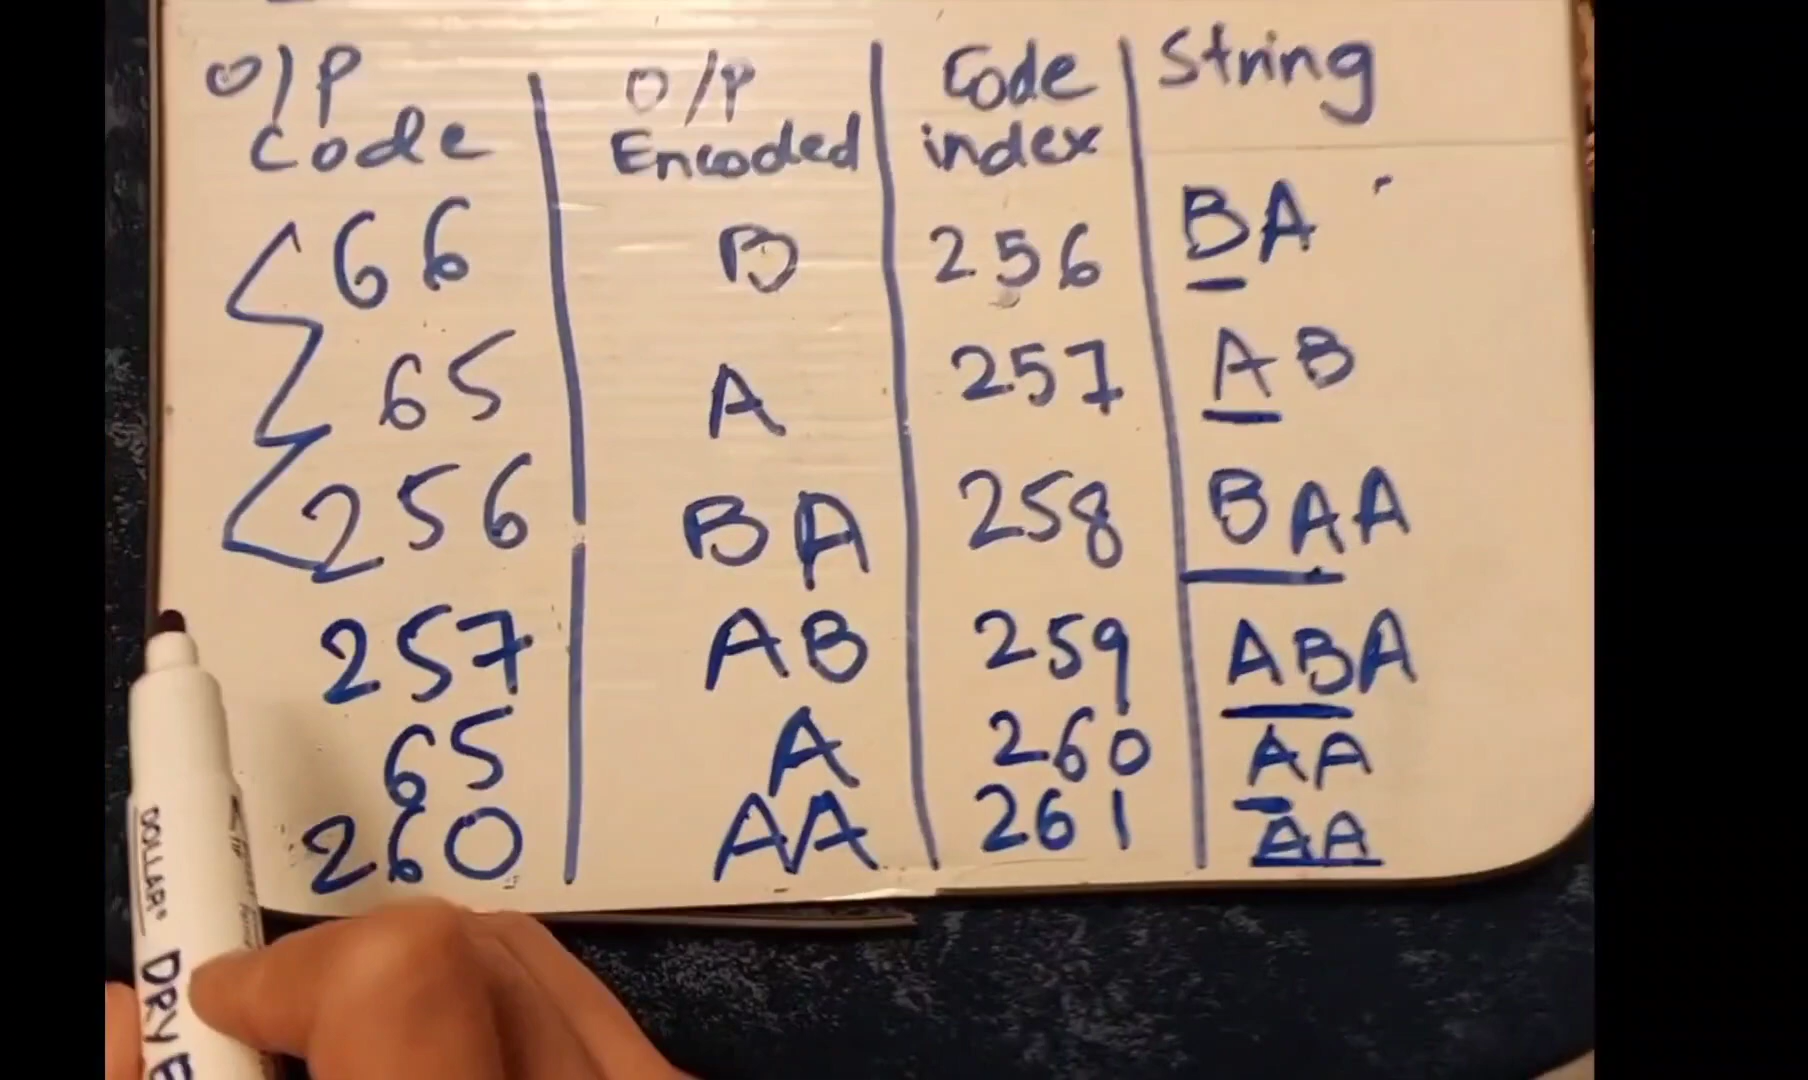 O/P Code | O/P Encoded | Code index | String
66 | B | 256 | BA
65 | A | 257 | AB
256 | BA | 258 | BAA
257 | AB | 259 | ABA
65 | A | 260 | AA
260 | AA | 261 | AA
DOLLAR® DRY E